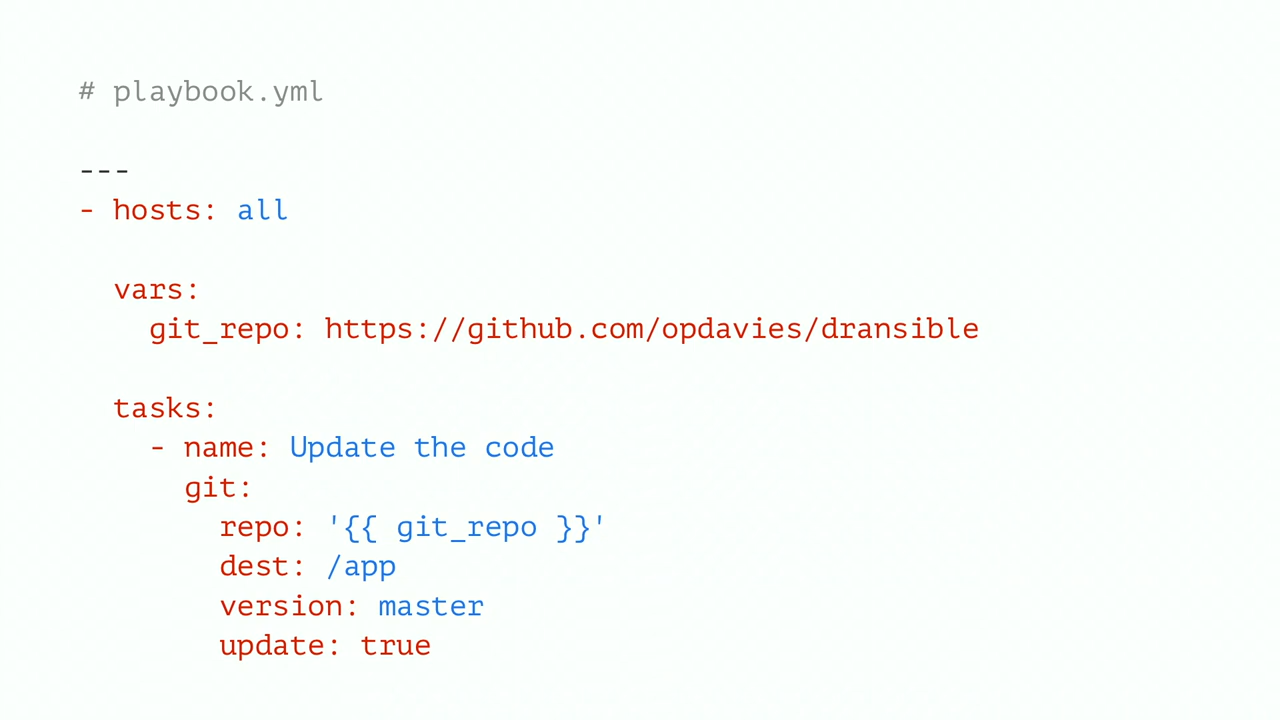 # playbook.yml
---
- hosts: all
vars:
git_repo: https://github.com/opdavies/dransible
tasks:
- name: Update the code
git:
repo: '{{ git_repo }}'
dest: /app
version: master
update: true